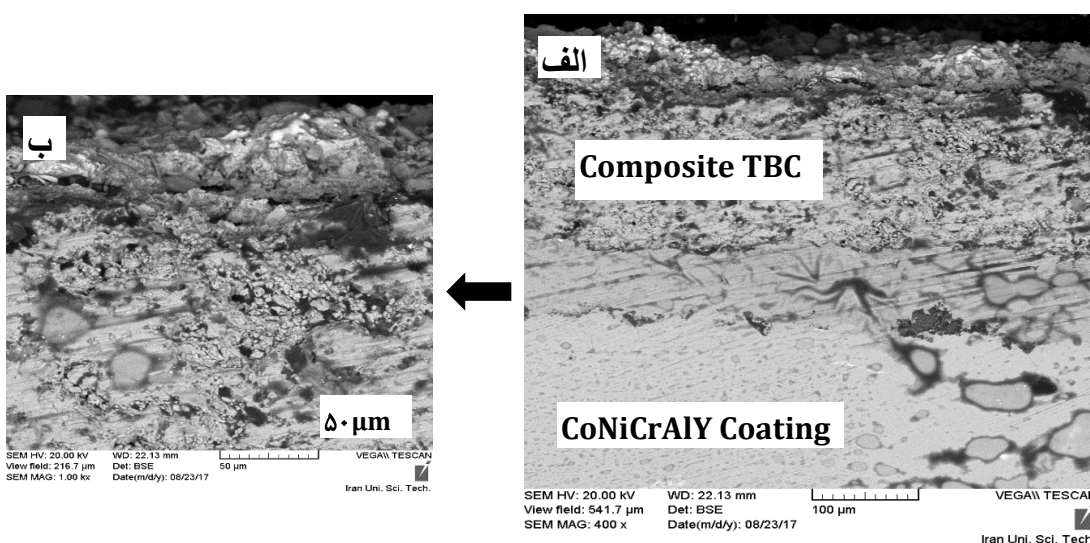 ب
۵۰µm
SEM HV: 20.00 kV WD: 22.13 mm VEGA\\ TESCAN
View field: 216.7 µm Det: BSE 50 µm
SEM MAG: 1.00 kx Date(m/d/y): 08/23/17
Iran Uni. Sci. Tech.
الف
Composite TBC
CoNiCrAlY Coating
SEM HV: 20.00 kV WD: 22.13 mm VEGA\\ TESCAN
View field: 541.7 µm Det: BSE 100 µm
SEM MAG: 400 x Date(m/d/y): 08/23/17
Iran Uni. Sci. Tech